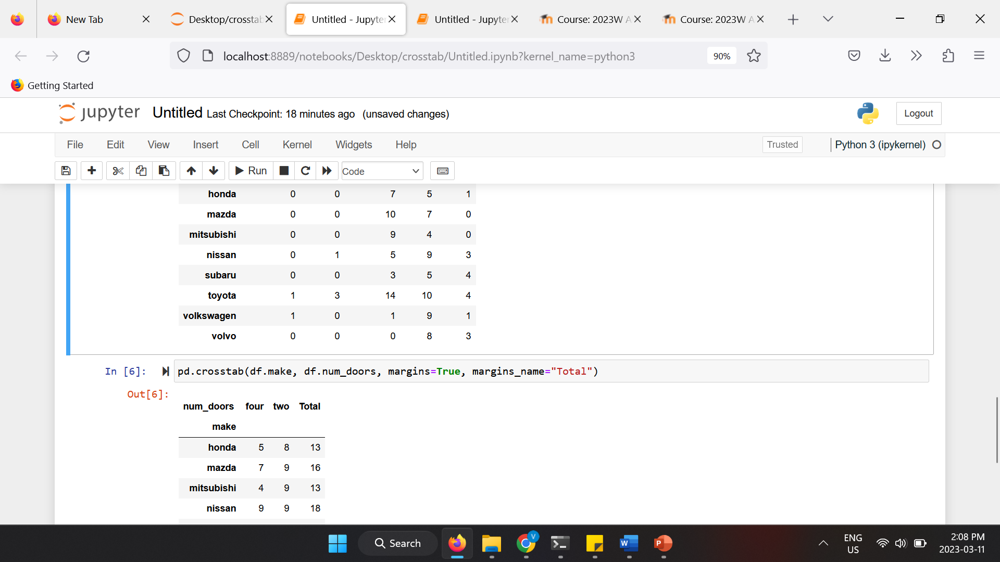 New Tab
Desktop/crosstab
Untitled - Jupyter
Untitled - Jupyter
Course: 2023W A
Course: 2023W A
localhost:8889/notebooks/Desktop/crosstab/Untitled.ipynb?kernel_name=python3
90%
Getting Started
jupyter Untitled Last Checkpoint: 18 minutes ago (unsaved changes)
Logout
File Edit View Insert Cell Kernel Widgets Help
Trusted
Python 3 (ipykernel)
Run
Code
honda 0 0 7 5 1
mazda 0 0 10 7 0
mitsubishi 0 0 9 4 0
nissan 0 1 5 9 3
subaru 0 0 3 5 4
toyota 1 3 14 10 4
volkswagen 1 0 1 9 1
volvo 0 0 0 8 3
In [6]: pd.crosstab(df.make, df.num_doors, margins=True, margins_name="Total")
Out[6]:
num_doors four two Total
make
honda 5 8 13
mazda 7 9 16
mitsubishi 4 9 13
nissan 9 9 18
Search
V
W
P
ENG
US
2:08 PM
2023-03-11